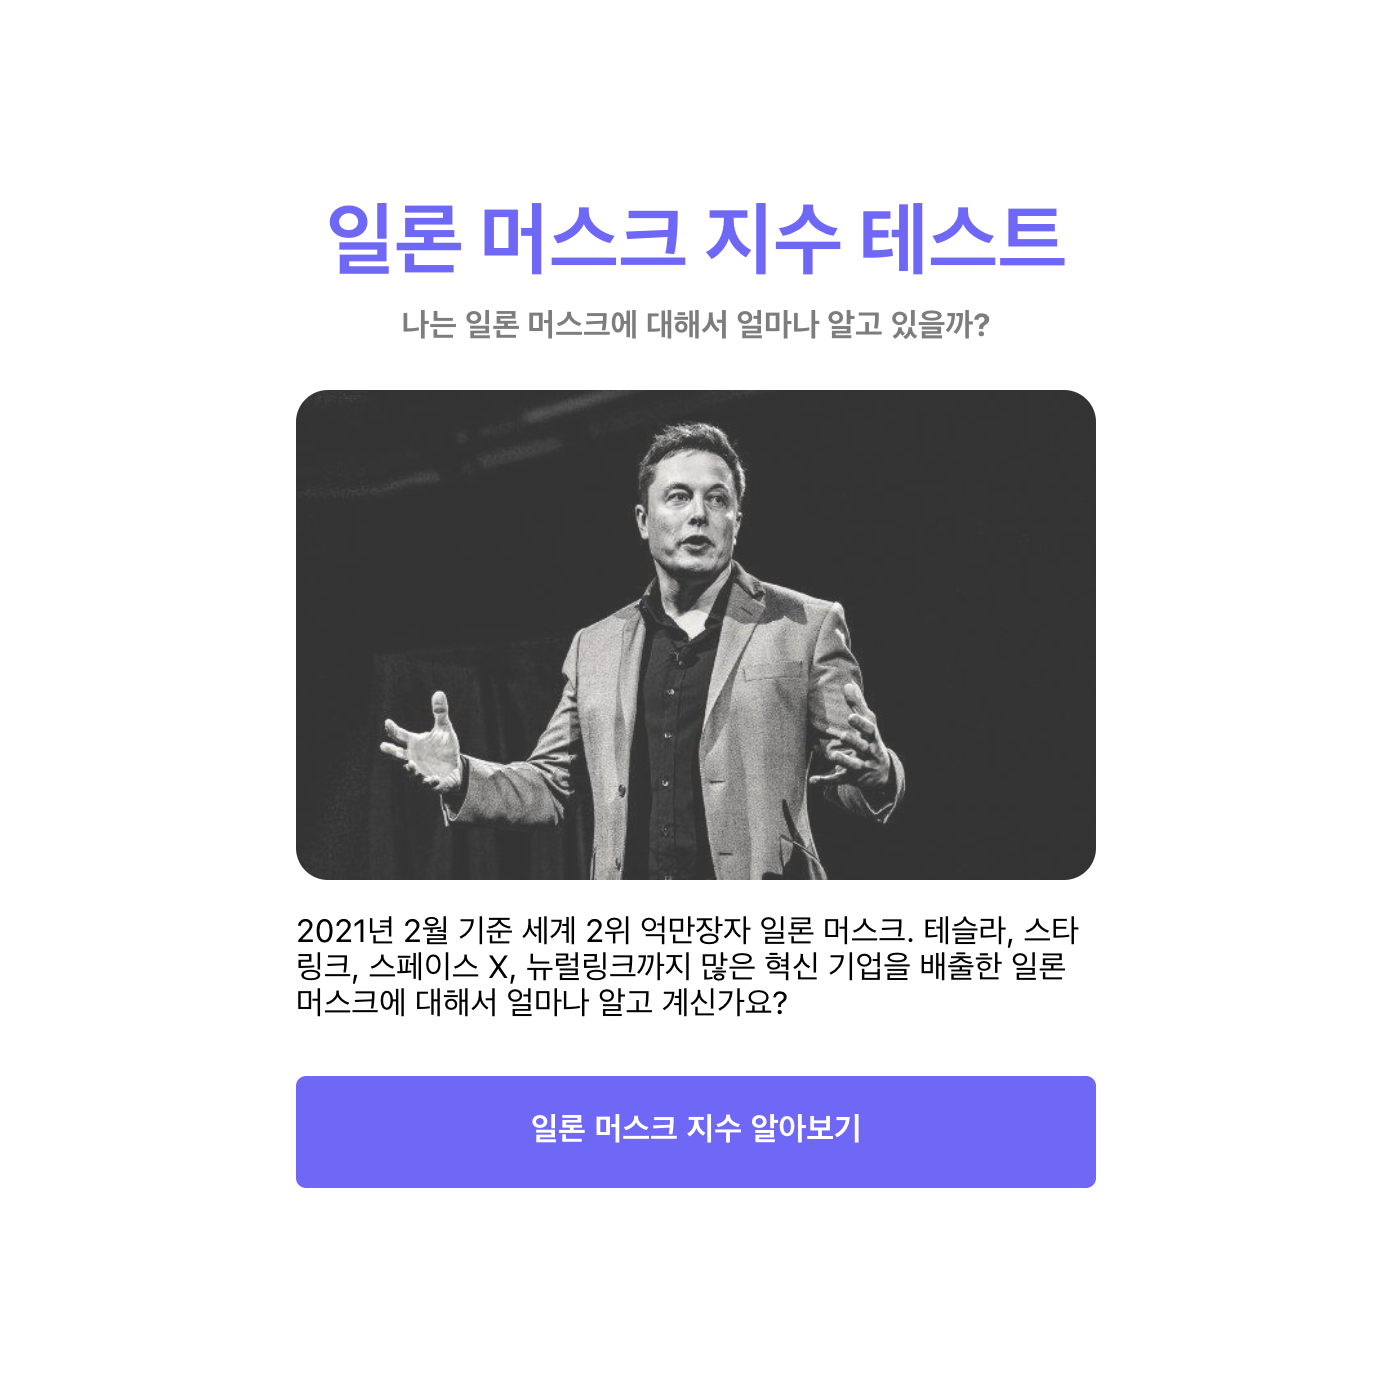 일론 머스크 지수 테스트
나는 일론 머스크에 대해서 얼마나 알고 있을까?
2021년 2월 기준 세계 2위 억만장자 일론 머스크. 테슬라, 스타
링크, 스페이스 X, 뉴럴링크까지 많은 혁신 기업을 배출한 일론
머스크에 대해서 얼마나 알고 계신가요?
일론 머스크 지수 알아보기